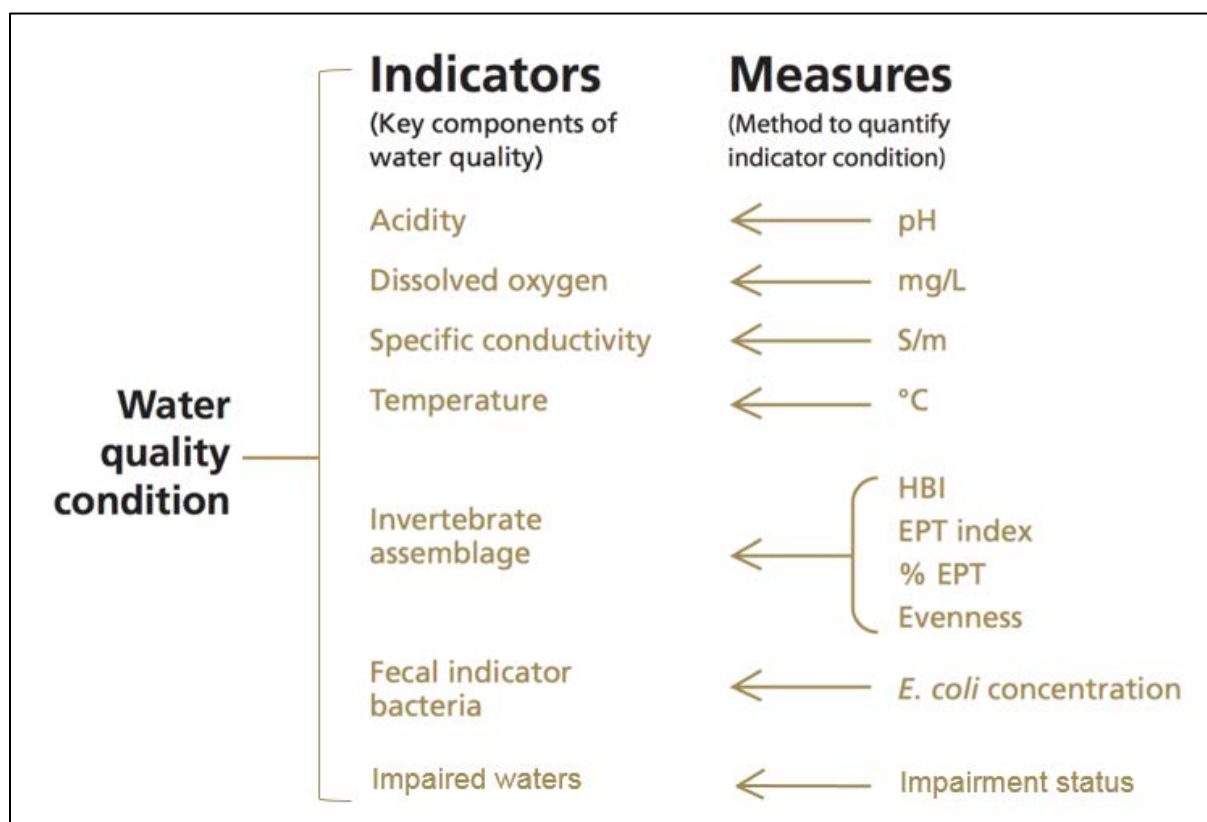 Indicators
(Key components of
water quality)
Measures
(Method to quantify
indicator condition)
Water
quality
condition
Acidity
pH
Dissolved oxygen
mg/L
Specific conductivity
S/m
Temperature
°C
Invertebrate
assemblage
HBI
EPT index
% EPT
Evenness
Fecal indicator
bacteria
E. coli concentration
Impaired waters
Impairment status